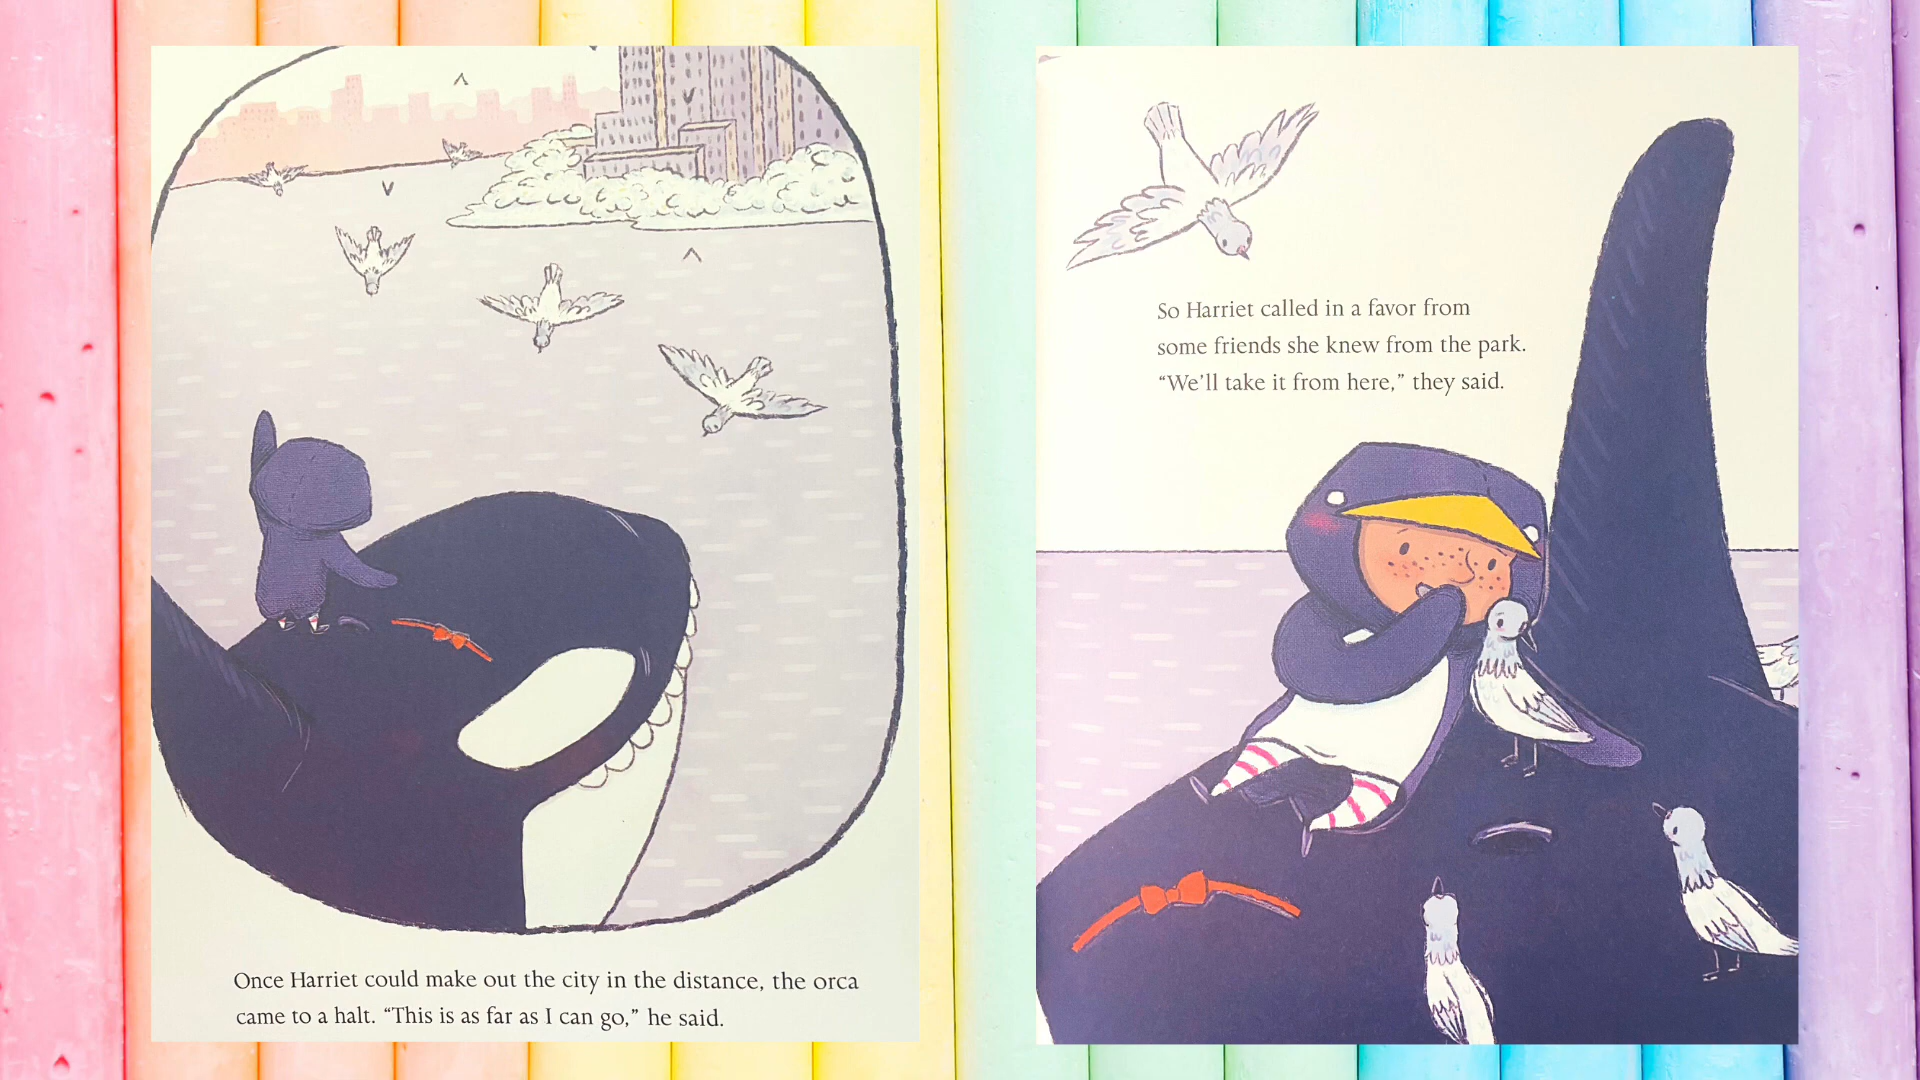 Once Harriet could make out the city in the distance, the orca
came to a halt. “This is as far as I can go,” he said.
So Harriet called in a favor from
some friends she knew from the park.
“We’ll take it from here,” they said.